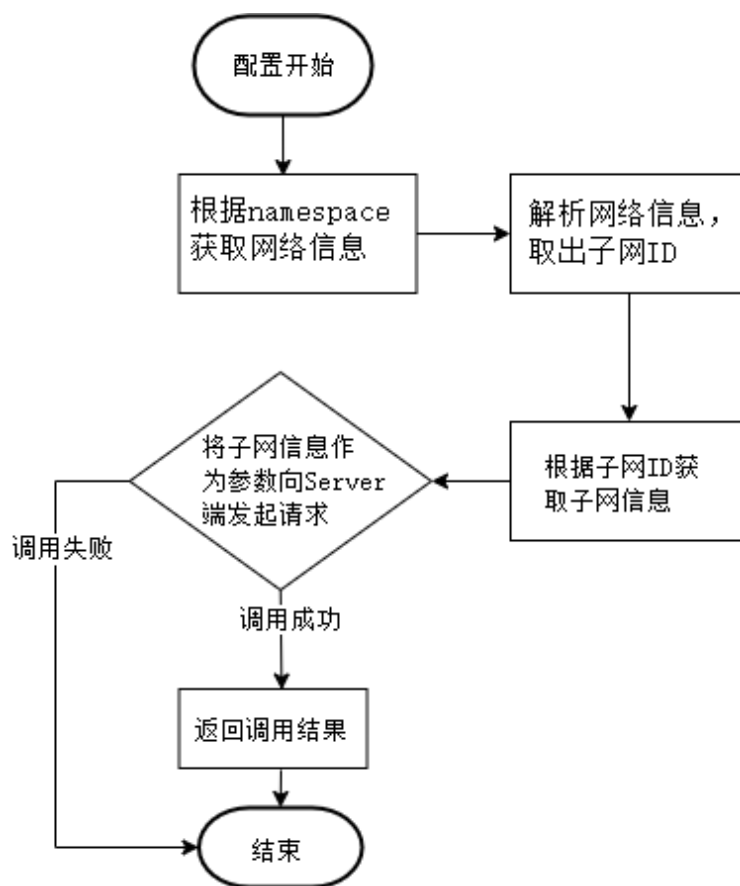 配置开始
根据namespace
获取网络信息
解析网络信息，
取出子网ID
根据子网ID获
取子网信息
将子网信息作
为参数向Server
端发起请求
调用失败
调用成功
返回调用结果
结束